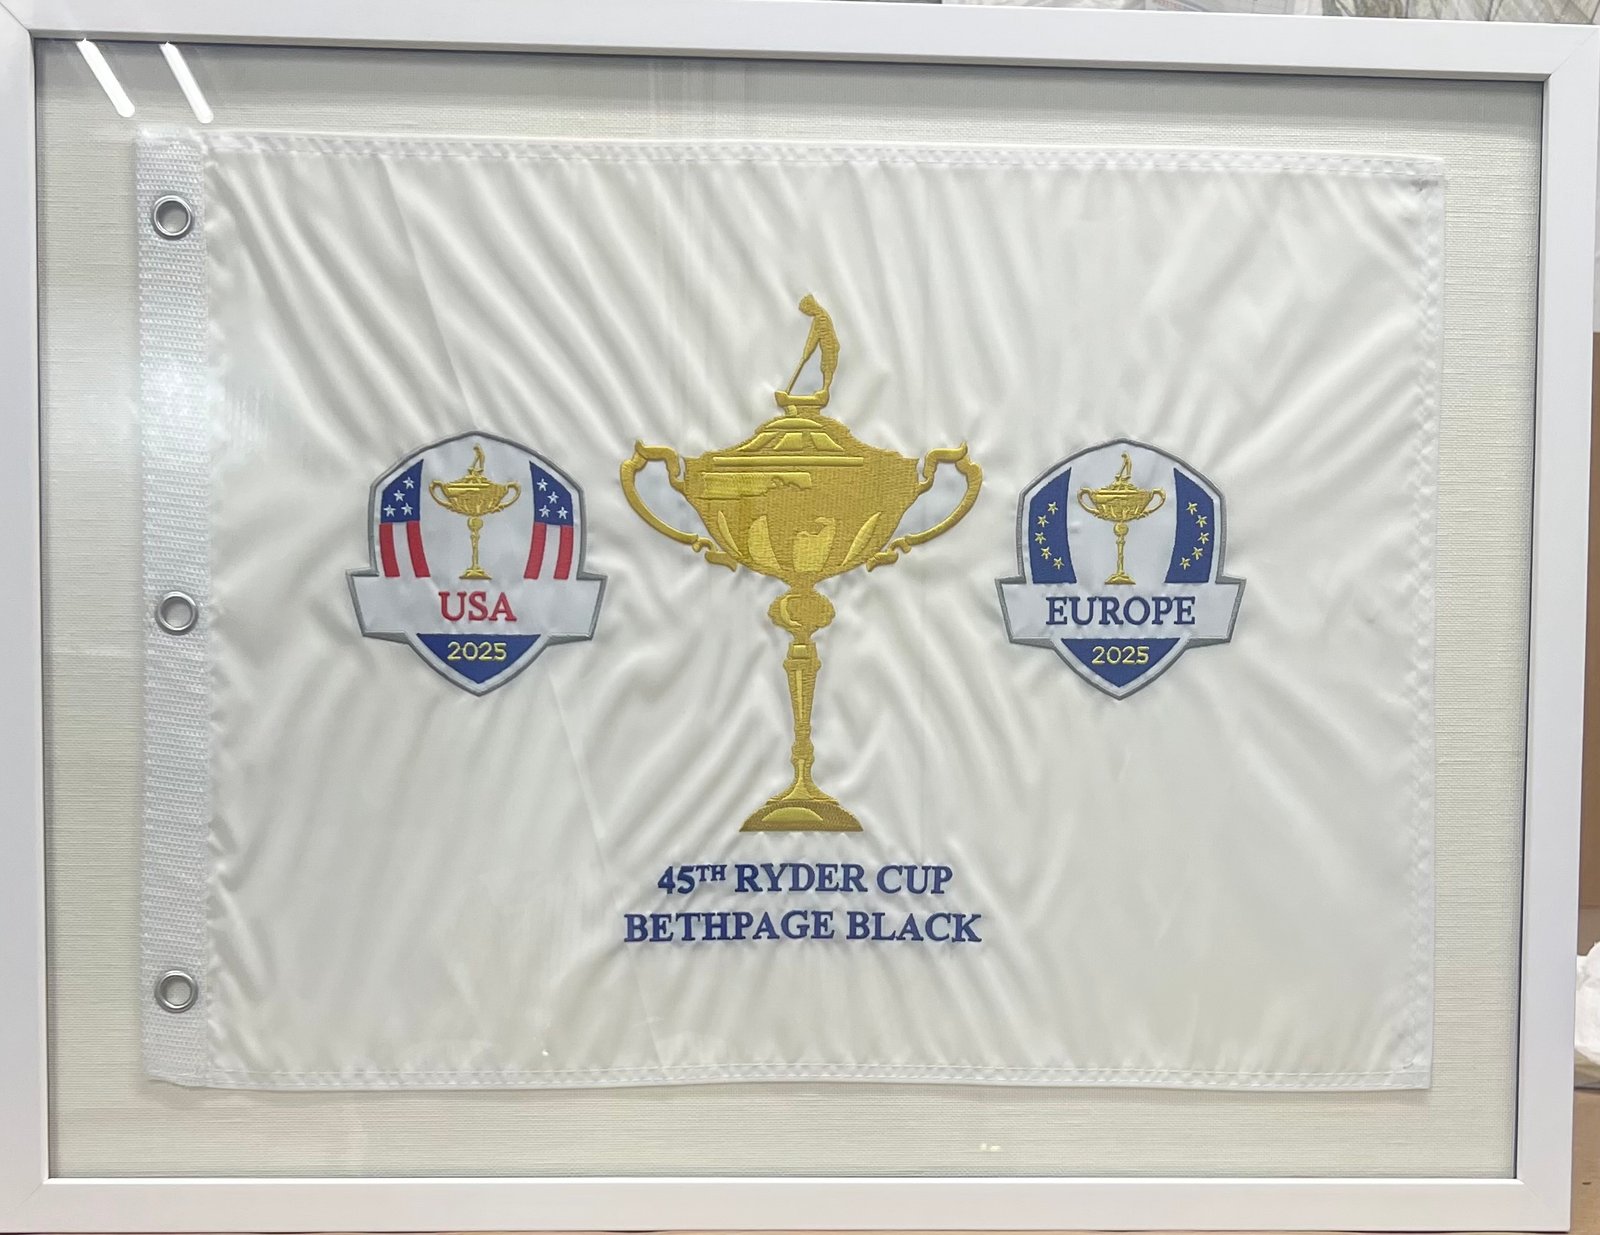 USA
2025
EUROPE
2025
45TH RYDER CUP
BETHPAGE BLACK